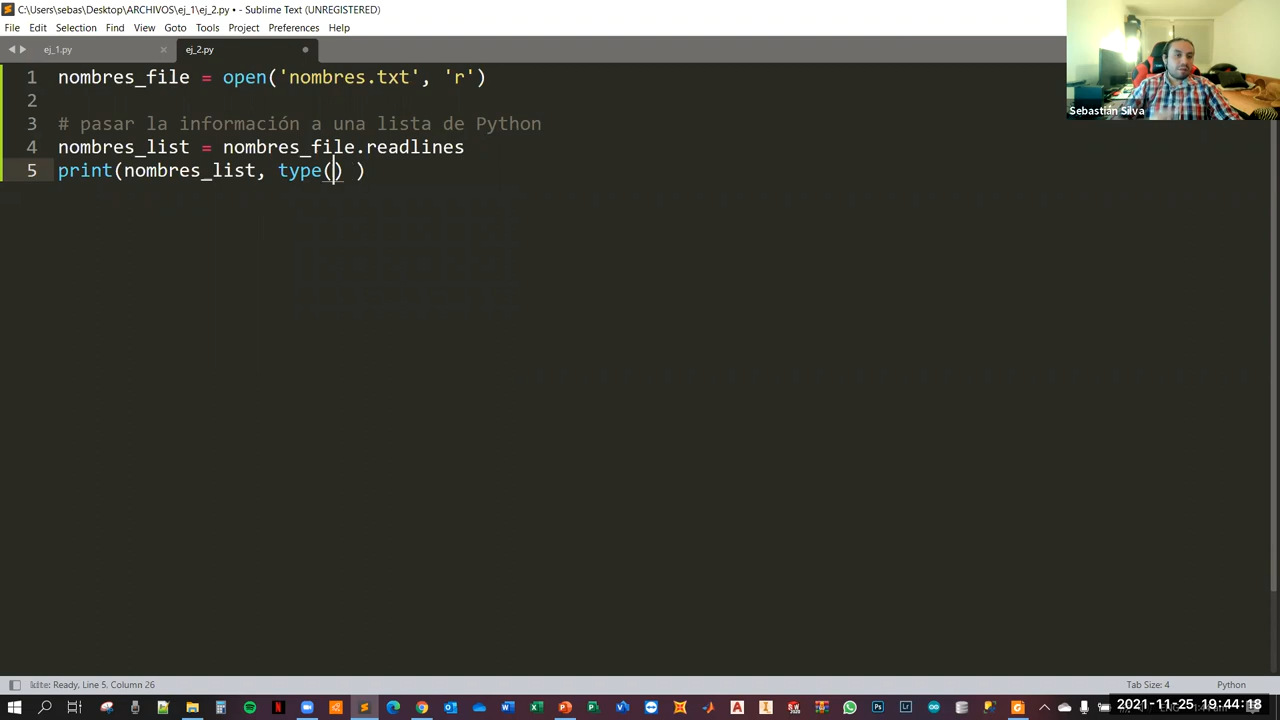 C:\Users\sebas\Desktop\ARCHIVOS\ej_1\ej_2.py • - Sublime Text (UNREGISTERED)
File Edit Selection Find View Goto Tools Project Preferences Help
ej_1.py ej_2.py
1 nombres_file = open('nombres.txt', 'r')
2
3 # pasar la información a una lista de Python
4 nombres_list = nombres_file.readlines
5 print(nombres_list, type() )
Sebastián Silva
Ready, Line 5, Column 26 Tab Size: 4 Python
2021-11-25 19:44:18